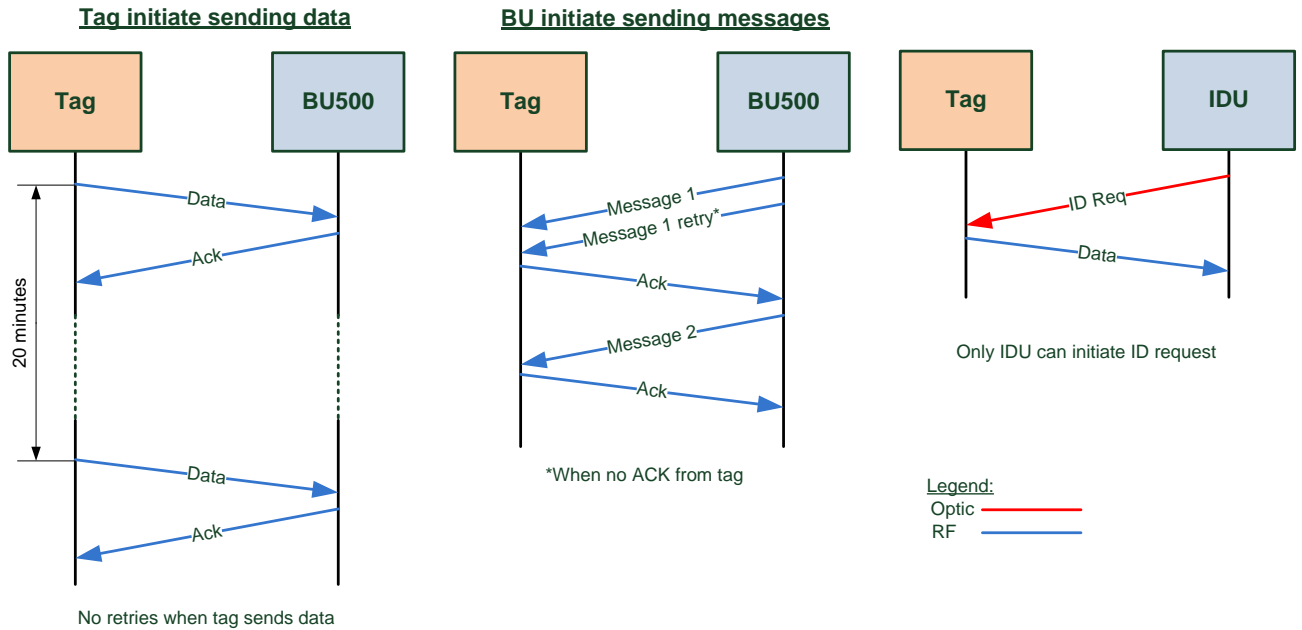 Tag initiate sending data
Tag
BU500
Data
Ack
20 minutes
Data
Ack
No retries when tag sends data
BU initiate sending messages
Tag
BU500
Message 1
Message 1 retry*
Ack
Message 2
Ack
*When no ACK from tag
Tag
IDU
ID Req
Data
Only IDU can initiate ID request
Legend:
Optic
RF